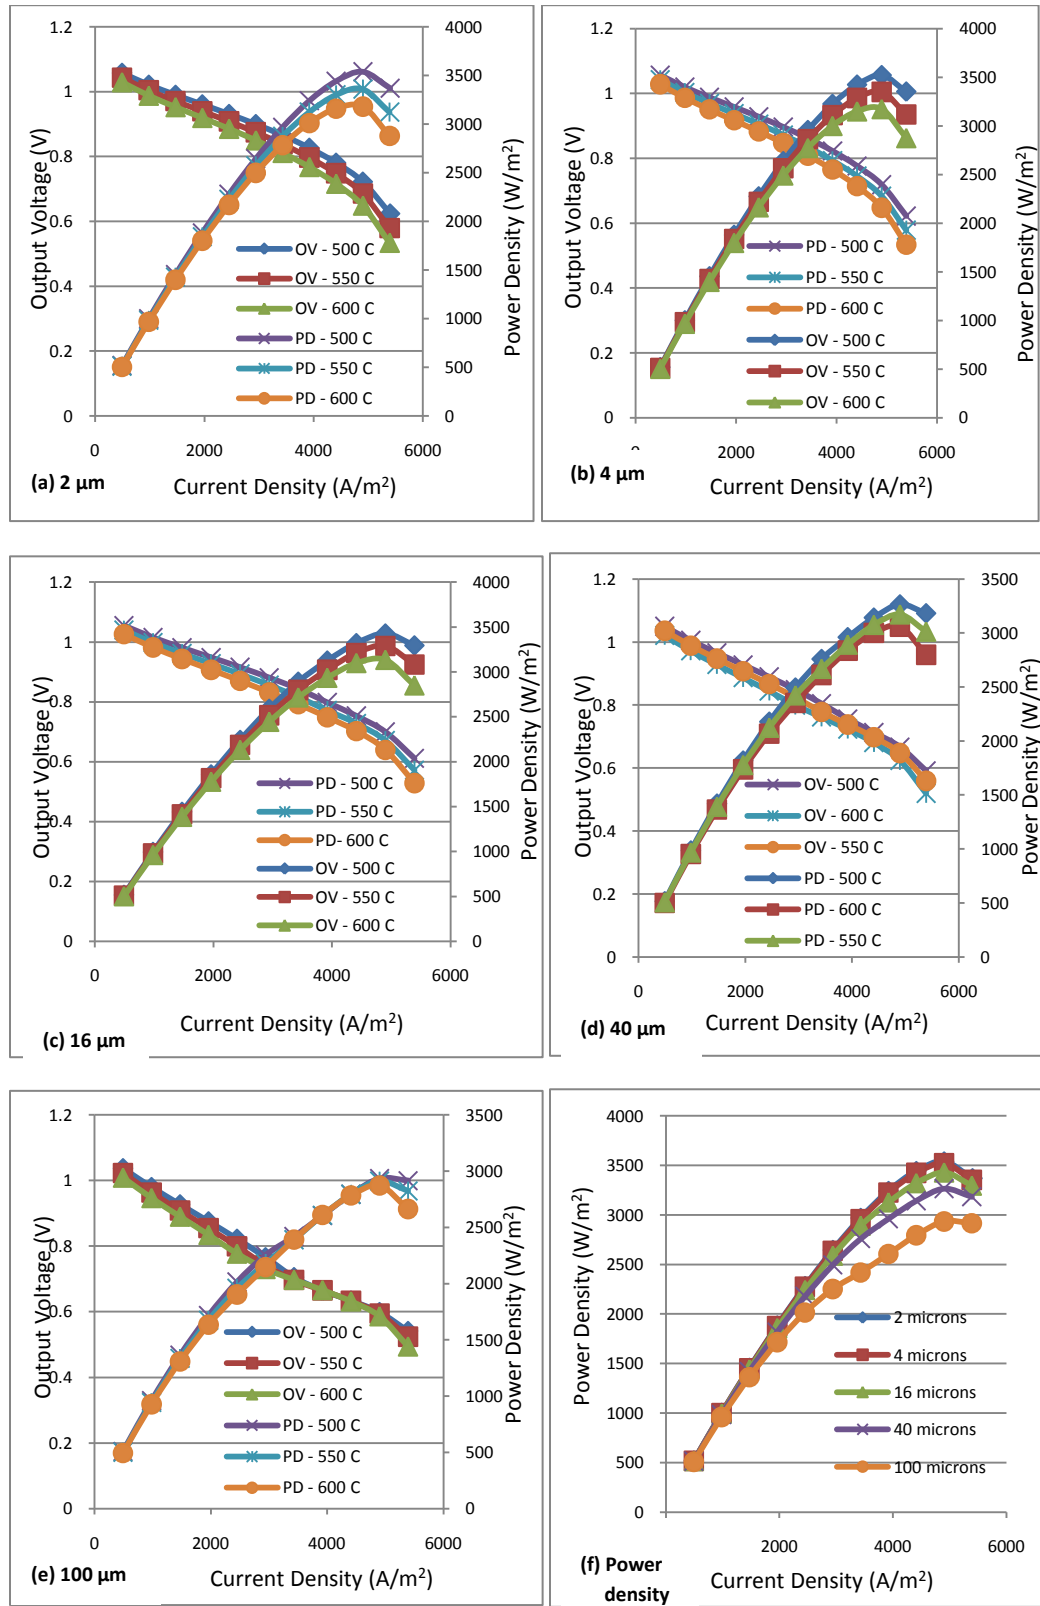 1.2
1
0.8
0.6
0.4
0.2
0
Output Voltage (V)
4000
3500
3000
2500
2000
1500
1000
500
0
Power Density (W/m²)
OV - 500 C
OV - 550 C
OV - 600 C
PD - 500 C
PD - 550 C
PD - 600 C
0 2000 4000 6000
(a) 2 µm
Current Density (A/m²)
1.2
1
0.8
0.6
0.4
0.2
0
Output Voltage (V)
4000
3500
3000
2500
2000
1500
1000
500
0
Power Density (W/m²)
PD - 500 C
PD - 550 C
PD - 600 C
OV - 500 C
OV - 550 C
OV - 600 C
0 2000 4000 6000
(b) 4 µm
Current Density (A/m²)
1.2
1
0.8
0.6
0.4
0.2
0
Output Voltage (V)
4000
3500
3000
2500
2000
1500
1000
500
0
Power Density (W/m²)
PD - 500 C
PD - 550 C
PD- 600 C
OV - 500 C
OV - 550 C
OV - 600 C
0 2000 4000 6000
Current Density (A/m²)
(c) 16 µm
1.2
1
0.8
0.6
0.4
0.2
0
Output Voltage (V)
3500
3000
2500
2000
1500
1000
500
0
Power Density (W/m²)
OV - 500 C
OV - 600 C
OV - 550 C
PD - 500 C
PD - 600 C
PD - 550 C
0 2000 4000 6000
Current Density (A/m²)
(d) 40 µm
1.2
1
0.8
0.6
0.4
0.2
0
Output Voltage (V)
3500
3000
2500
2000
1500
1000
500
0
Power Density (W/m²)
OV - 500 C
OV - 550 C
OV - 600 C
PD - 500 C
PD - 550 C
PD - 600 C
0 2000 4000 6000
(e) 100 µm
Current Density (A/m²)
4000
3500
3000
2500
2000
1500
1000
500
0
Power Density (W/m²)
2 microns
4 microns
16 microns
40 microns
100 microns
0 2000 4000 6000
(f) Power
density
Current Density (A/m²)